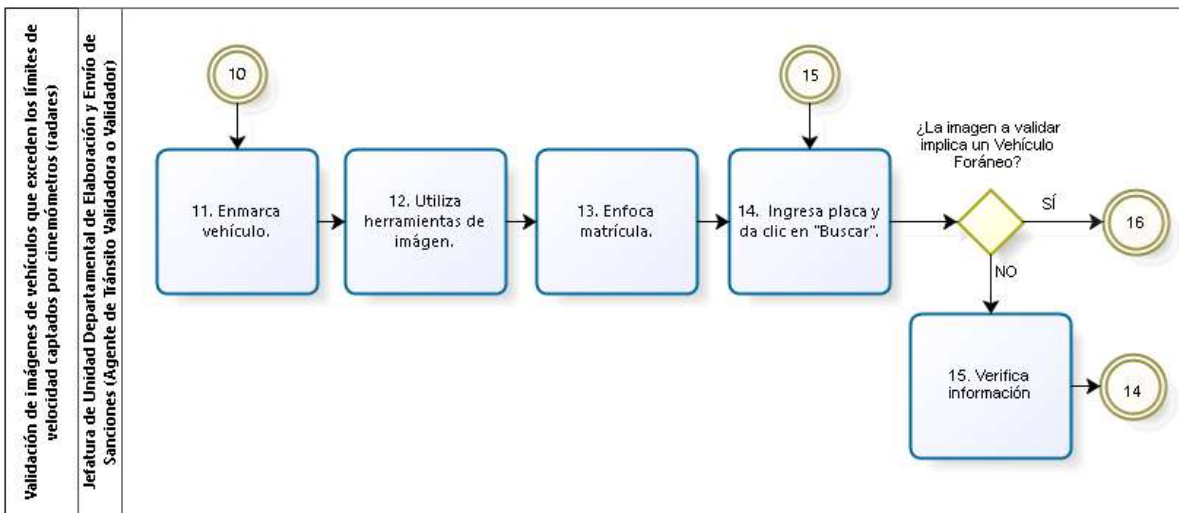 Validación de imágenes de vehículos que exceden los límites de
velocidad captados por cinemómetros (radares)
Jefatura de Unidad Departamental de Elaboración y Envío de
Sanciones (Agente de Tránsito Validadora o Validador)
10
15
11. Enmarca
vehículo.
12. Utiliza
herramientas de
imágen.
13. Enfoca
matrícula.
14. Ingresa placa y
da clic en "Buscar".
¿La imagen a validar
implica un Vehículo
Foráneo?
SÍ
16
NO
15. Verifica
información
14